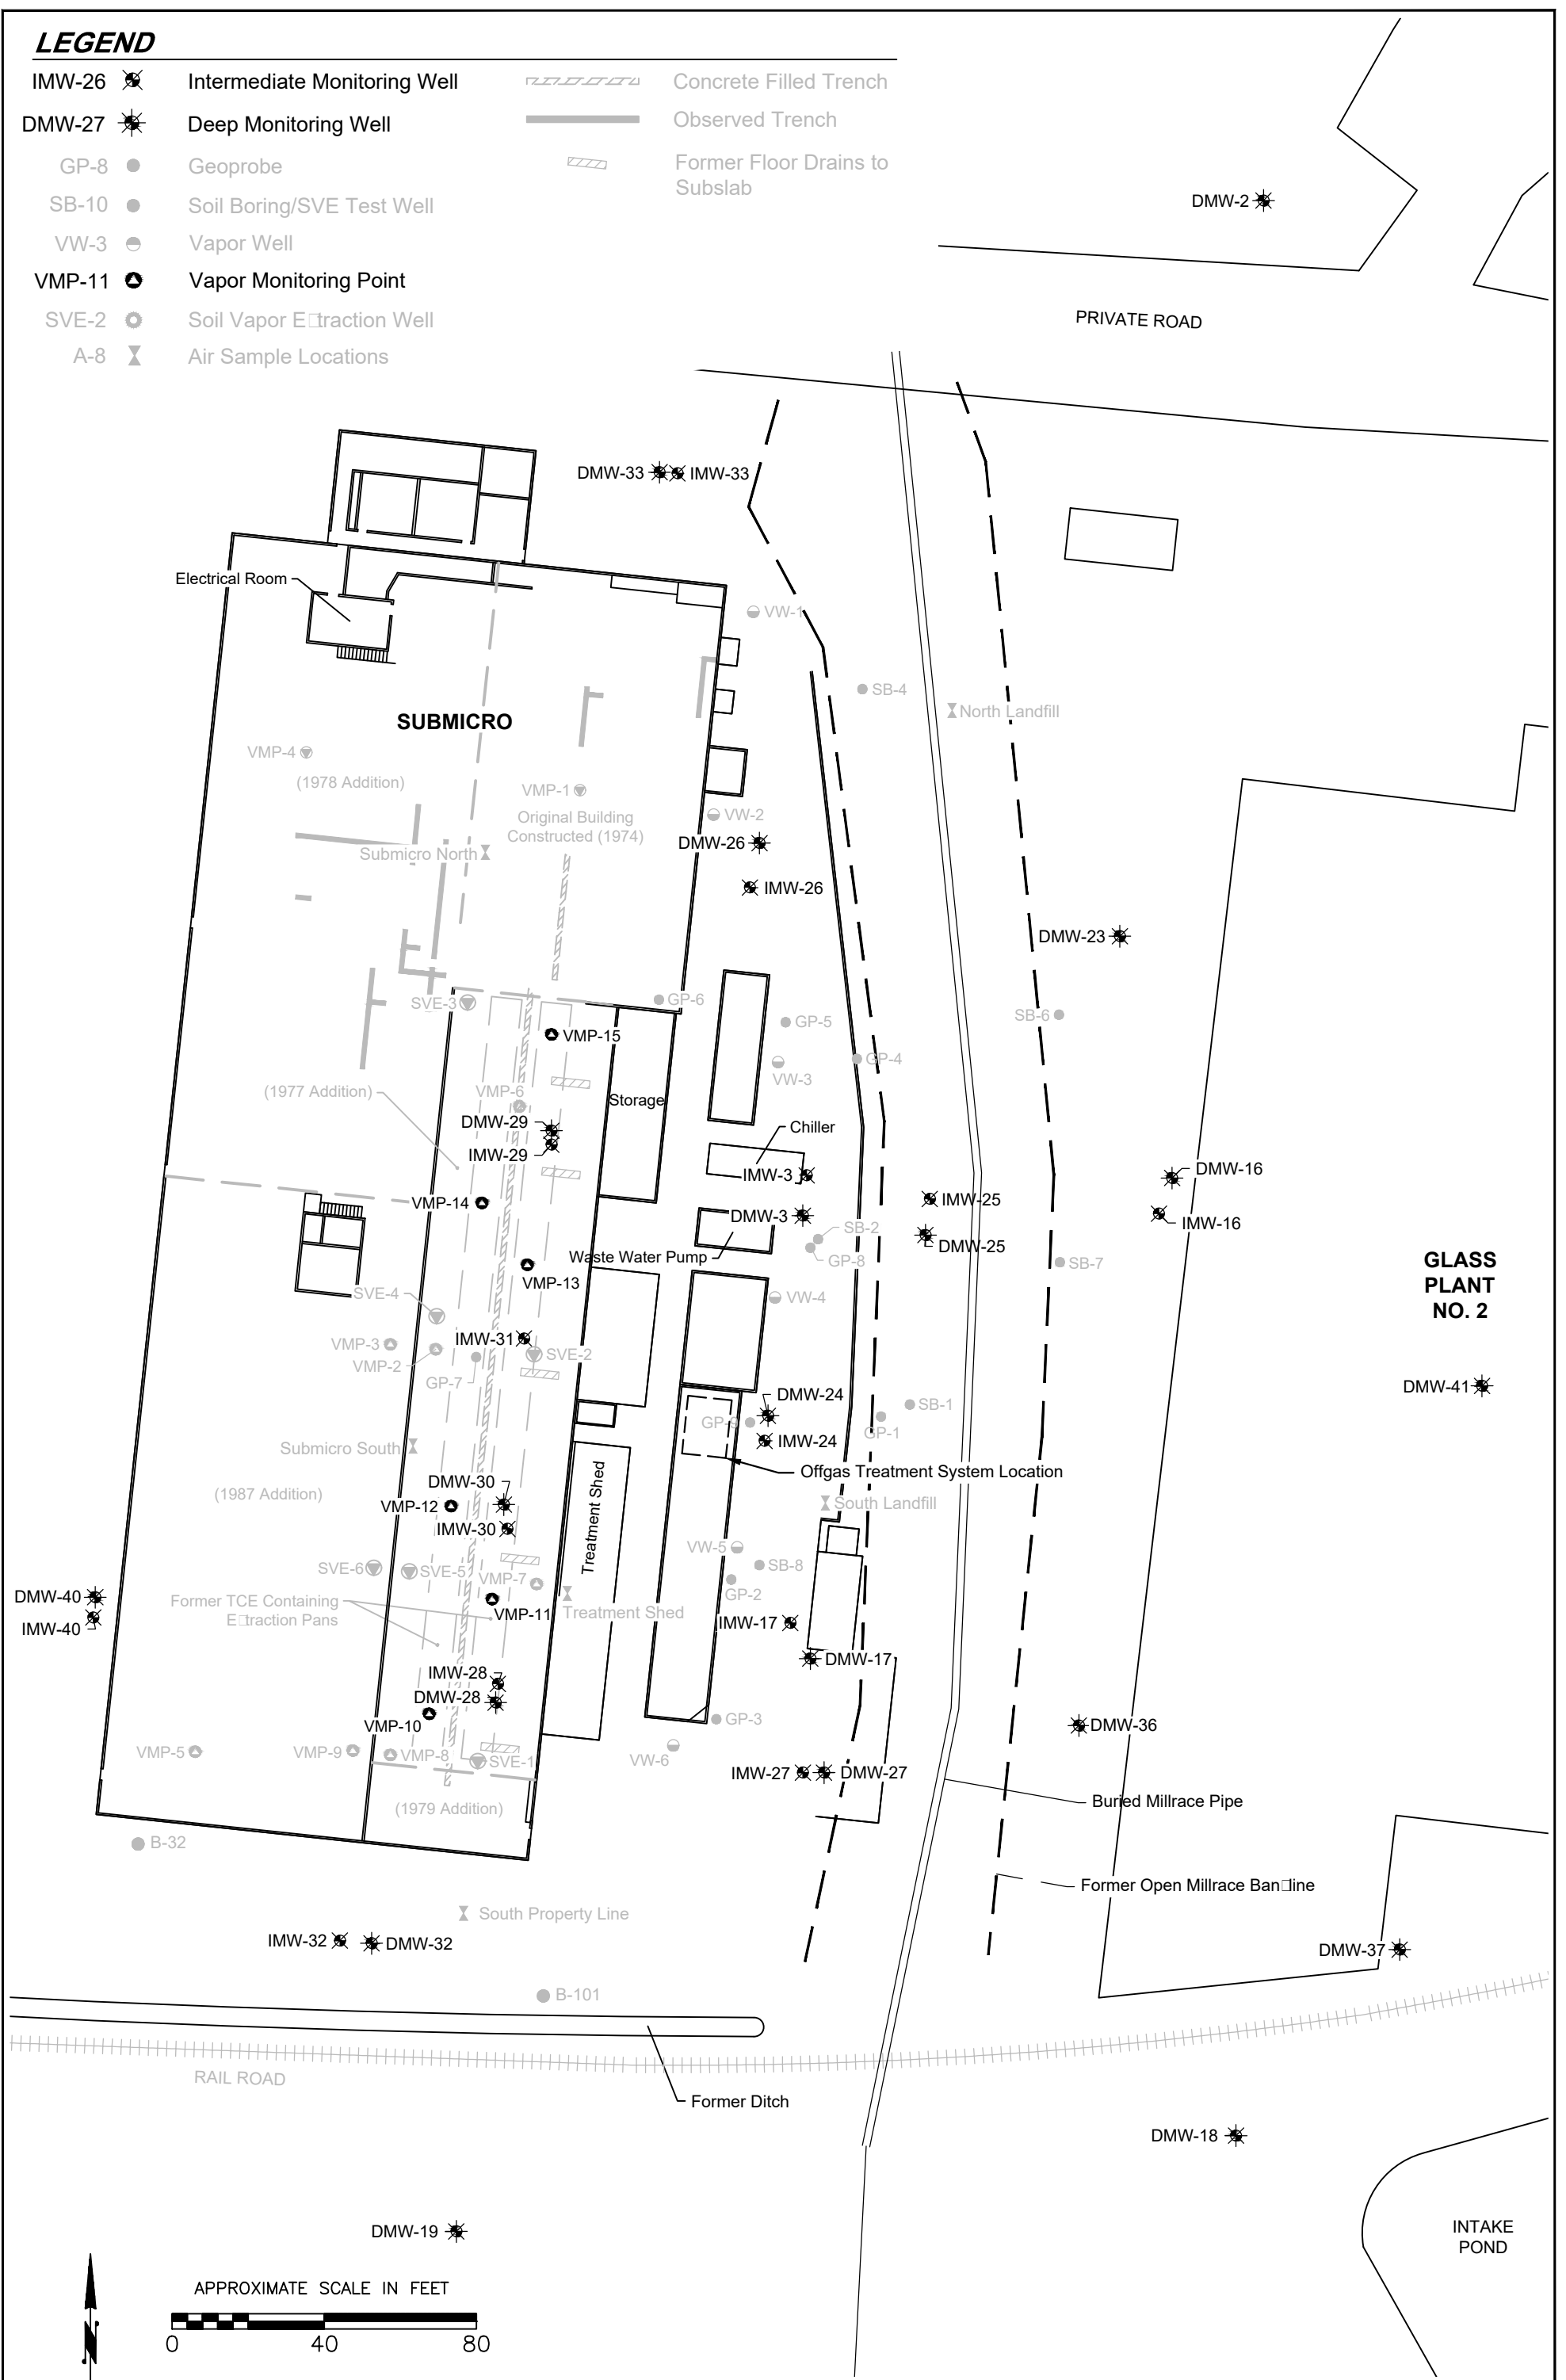 LEGEND
IMW-26 Intermediate Monitoring Well
DMW-27 Deep Monitoring Well
GP-8 Geoprobe
SB-10 Soil Boring/SVE Test Well
VW-3 Vapor Well
VMP-11 Vapor Monitoring Point
SVE-2 Soil Vapor E□traction Well
A-8 Air Sample Locations
Concrete Filled Trench
Observed Trench
Former Floor Drains to
Subslab
DMW-2
PRIVATE ROAD
DMW-33 IMW-33
Electrical Room
VW-1
SUBMICRO
SB-4
North Landfill
VMP-4
(1978 Addition)
VMP-1
Original Building
Constructed (1974)
VW-2
DMW-26
Submicro North
IMW-26
DMW-23
SVE-3
GP-6
GP-5
SB-6
VMP-15
GP-4
VW-3
(1977 Addition)
VMP-6
Storage
DMW-29
IMW-29
Chiller
IMW-3
DMW-16
IMW-16
VMP-14
IMW-25
DMW-3
SB-2
GP-8
DMW-25
Waste Water Pump
SB-7
VMP-13
GLASS
PLANT
NO. 2
SVE-4
VW-4
VMP-3
VMP-2
IMW-31
SVE-2
GP-7
DMW-41
DMW-24
SB-1
GP-9
GP-1
IMW-24
Submicro South
Offgas Treatment System Location
DMW-30
(1987 Addition)
VMP-12
IMW-30
South Landfill
Treatment Shed
VW-5
SB-8
GP-2
SVE-6
SVE-5
VMP-7
DMW-40
IMW-40
Former TCE Containing
E□traction Pans
VMP-11
Treatment Shed
IMW-17
DMW-17
IMW-28
DMW-28
VMP-10
GP-3
DMW-36
VMP-5
VMP-9
VMP-8
SVE-1
VW-6
IMW-27 DMW-27
(1979 Addition)
Buried Millrace Pipe
B-32
Former Open Millrace Ban□line
South Property Line
IMW-32 DMW-32
DMW-37
B-101
RAIL ROAD
Former Ditch
DMW-18
DMW-19
INTAKE
POND
APPROXIMATE SCALE IN FEET
0 40 80
N